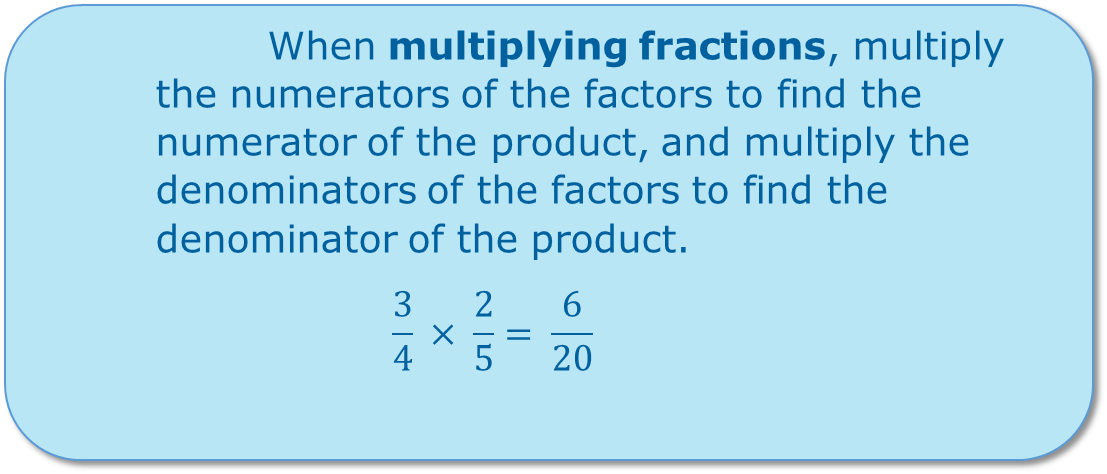 When multiplying fractions, multiply
the numerators of the factors to find the
numerator of the product, and multiply the
denominators of the factors to find the
denominator of the product.
3/4 × 2/5 = 6/20